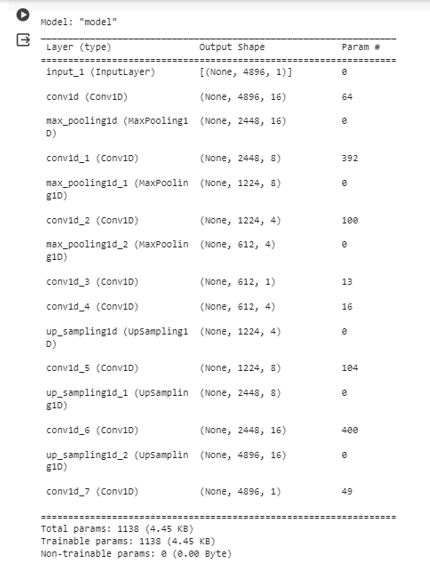 Model: "model"
Layer (type) Output Shape Param #
input_1 (InputLayer) [(None, 4896, 1)] 0
conv1d (Conv1D) (None, 4896, 16) 64
max_pooling1d (MaxPooling1 (None, 2448, 16) 0
D)
conv1d_1 (Conv1D) (None, 2448, 8) 392
max_pooling1d_1 (MaxPoolin (None, 1224, 8) 0
g1D)
conv1d_2 (Conv1D) (None, 1224, 4) 100
max_pooling1d_2 (MaxPoolin (None, 612, 4) 0
g1D)
conv1d_3 (Conv1D) (None, 612, 1) 13
conv1d_4 (Conv1D) (None, 612, 4) 16
up_sampling1d (UpSampling1 (None, 1224, 4) 0
D)
conv1d_5 (Conv1D) (None, 1224, 8) 104
up_sampling1d_1 (UpSamplin (None, 2448, 8) 0
g1D)
conv1d_6 (Conv1D) (None, 2448, 16) 400
up_sampling1d_2 (UpSamplin (None, 4896, 16) 0
g1D)
conv1d_7 (Conv1D) (None, 4896, 1) 49
Total params: 1138 (4.45 KB)
Trainable params: 1138 (4.45 KB)
Non-trainable params: 0 (0.00 Byte)